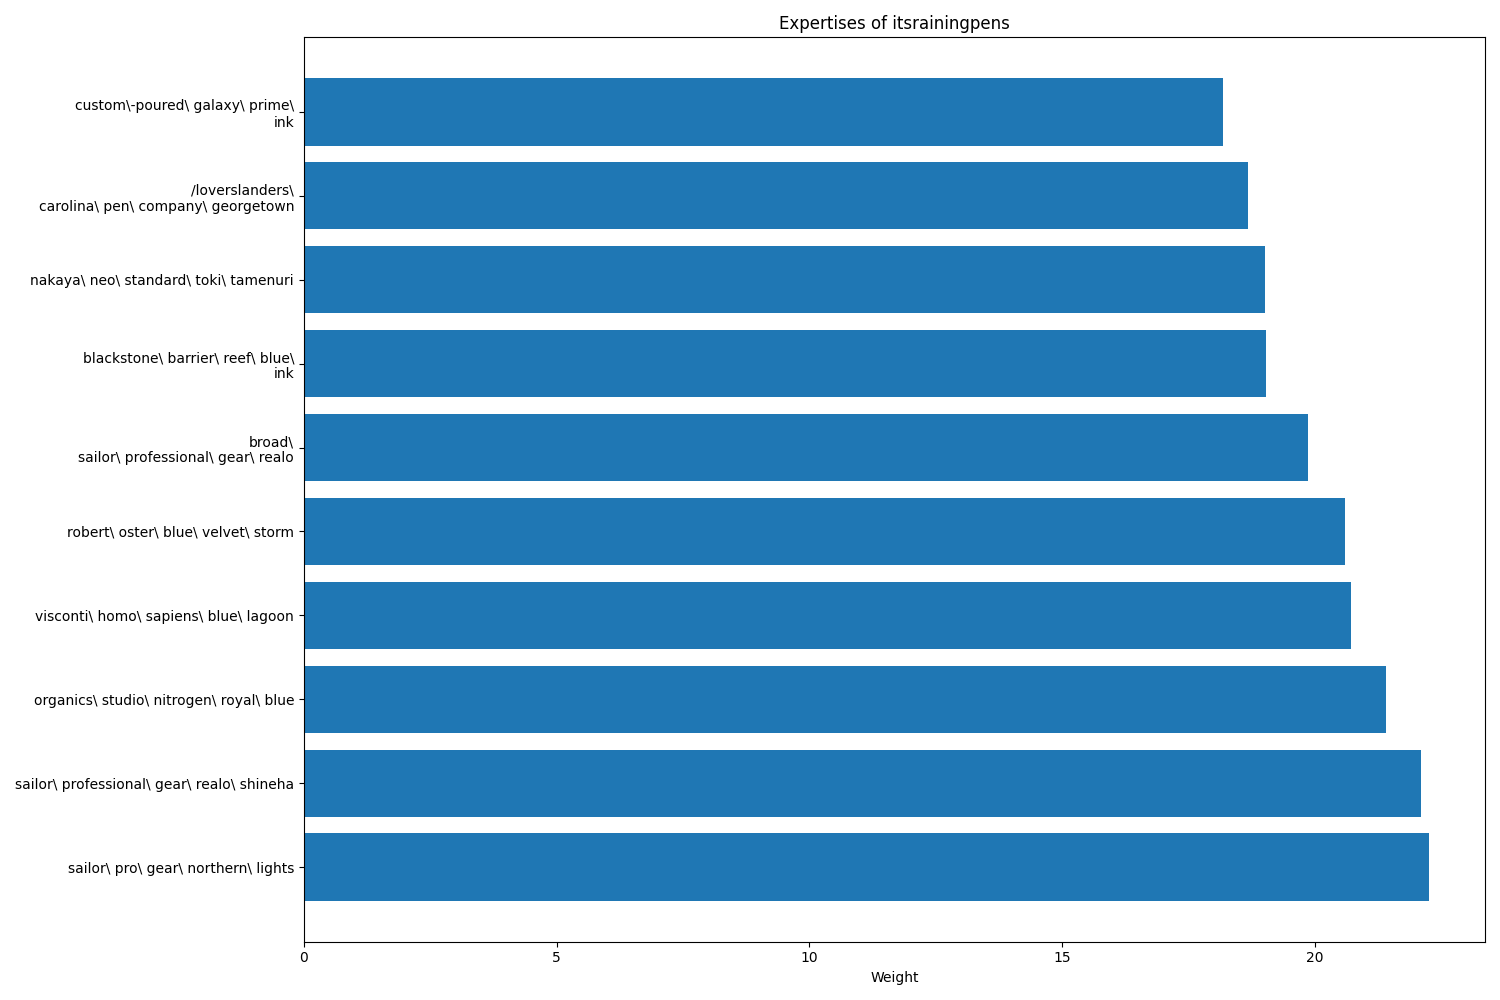 Expertises of itsrainingpens
custom\-poured\ galaxy\ prime\
ink
/loverslanders\
carolina\ pen\ company\ georgetown
nakaya\ neo\ standard\ toki\ tamenuri
blackstone\ barrier\ reef\ blue\
ink
broad\
sailor\ professional\ gear\ realo
robert\ oster\ blue\ velvet\ storm
visconti\ homo\ sapiens\ blue\ lagoon
organics\ studio\ nitrogen\ royal\ blue
sailor\ professional\ gear\ realo\ shineha
sailor\ pro\ gear\ northern\ lights
0 5 10 15 20
Weight